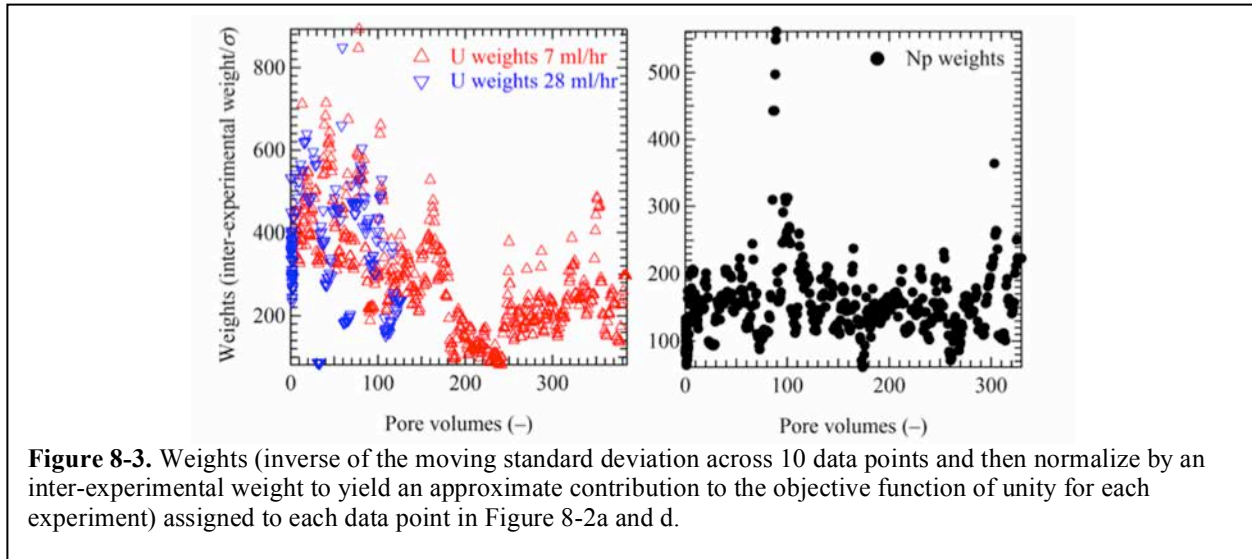 Weights (inter-experimental weight/σ)
800
600
400
200
0
100
200
300
Pore volumes (–)
U weights 7 ml/hr
U weights 28 ml/hr
500
400
300
200
100
0
100
200
300
Pore volumes (–)
Np weights
Figure 8-3. Weights (inverse of the moving standard deviation across 10 data points and then normalize by an
inter-experimental weight to yield an approximate contribution to the objective function of unity for each
experiment) assigned to each data point in Figure 8-2a and d.